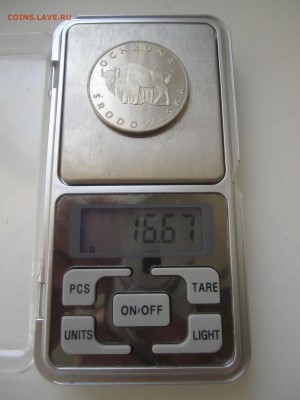 COINS.LAVE.RU
OCHRONA
ŚRODOWISKA
16.67
g
PCS
TARE
ON/OFF
UNITS
LIGHT